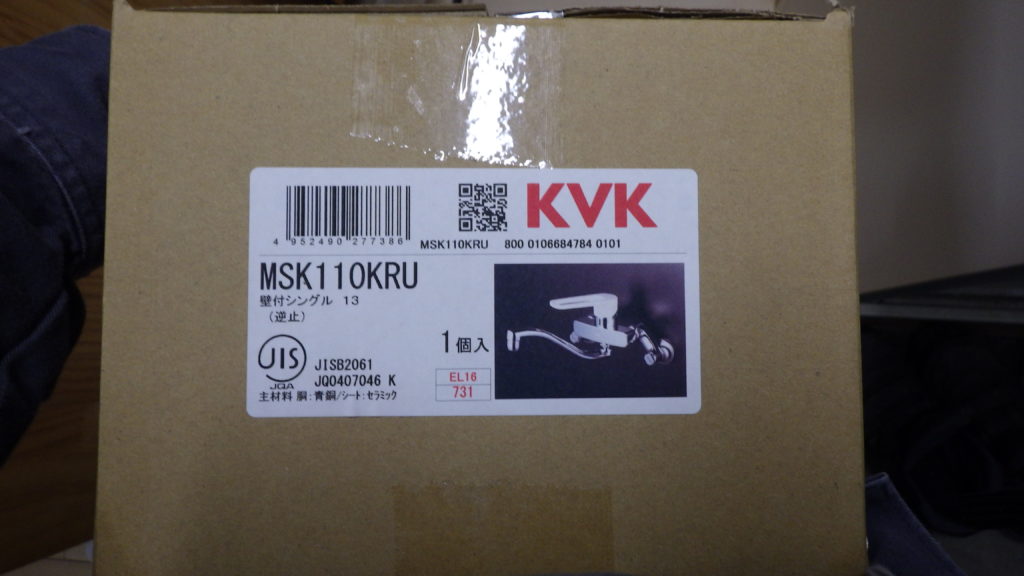 KVK
4 952490 277386
MSK110KRU 800 0106684784 0101
MSK110KRU
壁付シングル 13
（逆止）
1個入
JIS
JQA
JISB2061
JQ0407046 K
EL16
731
主材料 胴:青銅/シート:セラミック